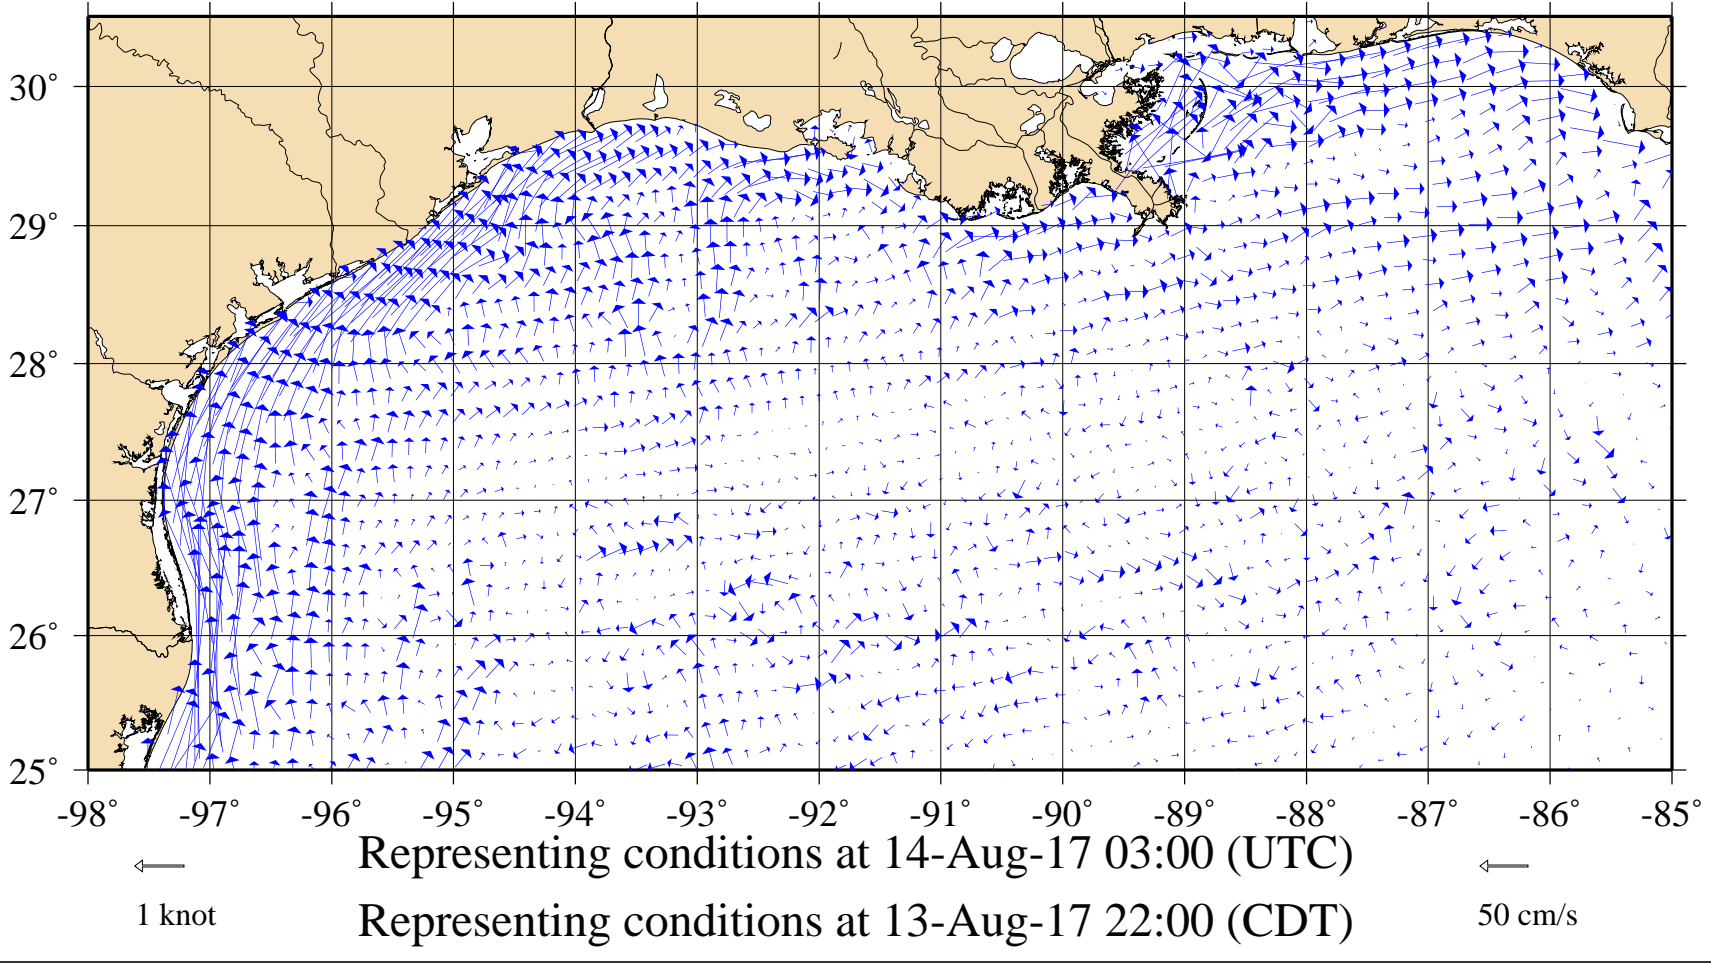 30°
29°
28°
27°
26°
25°
-98° -97° -96° -95° -94° -93° -92° -91° -90° -89° -88° -87° -86° -85°
Representing conditions at 14-Aug-17 03:00 (UTC)
1 knot
Representing conditions at 13-Aug-17 22:00 (CDT)
50 cm/s